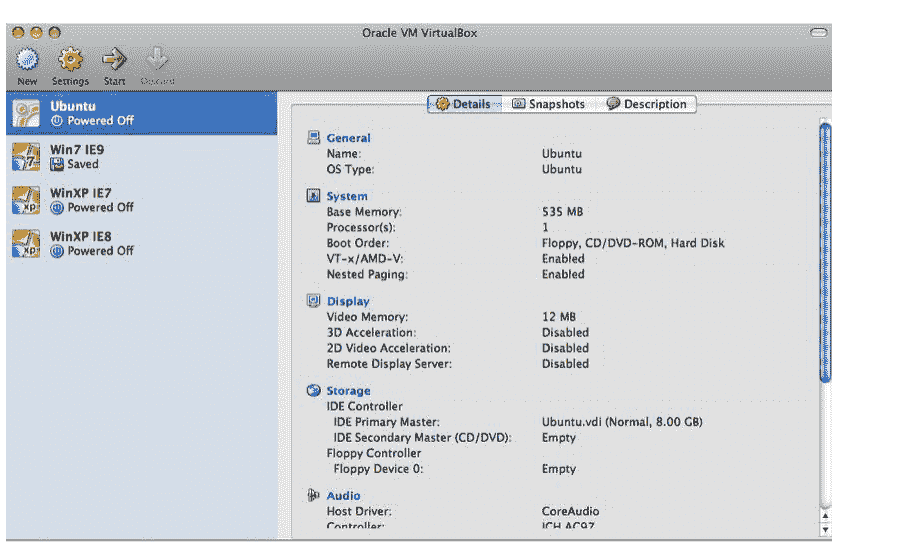 Oracle VM VirtualBox
New Settings Start Discard
Ubuntu
Powered Off
Win7 IE9
Saved
WinXP IE7
Powered Off
WinXP IE8
Powered Off
Details Snapshots Description
General
Name: Ubuntu
OS Type: Ubuntu
System
Base Memory: 535 MB
Processor(s): 1
Boot Order: Floppy, CD/DVD-ROM, Hard Disk
VT-x/AMD-V: Enabled
Nested Paging: Enabled
Display
Video Memory: 12 MB
3D Acceleration: Disabled
2D Video Acceleration: Disabled
Remote Display Server: Disabled
Storage
IDE Controller
IDE Primary Master: Ubuntu.vdi (Normal, 8.00 GB)
IDE Secondary Master (CD/DVD): Empty
Floppy Controller
Floppy Device 0: Empty
Audio
Host Driver: CoreAudio
Controller: ICH AC97